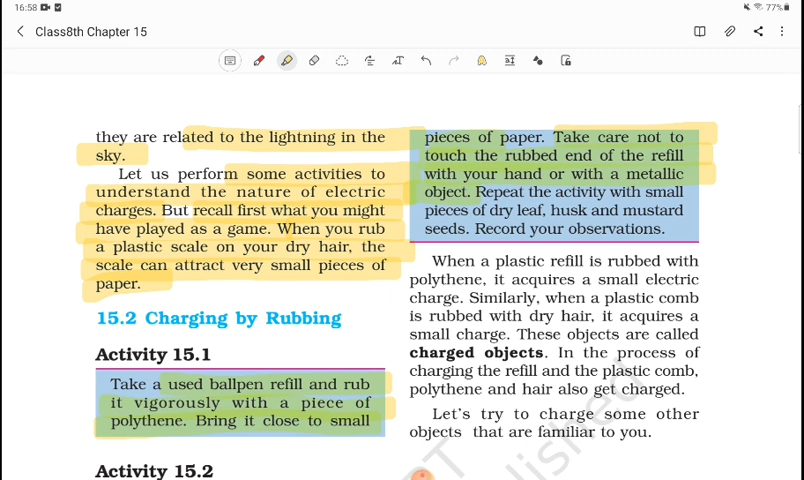 16:58
77%
Class8th Chapter 15
they are related to the lightning in the
sky.
Let us perform some activities to
understand the nature of electric
charges. But recall first what you might
have played as a game. When you rub
a plastic scale on your dry hair, the
scale can attract very small pieces of
paper.
15.2 Charging by Rubbing
Activity 15.1
Take a used ballpen refill and rub
it vigorously with a piece of
polythene. Bring it close to small
Activity 15.2
pieces of paper. Take care not to
touch the rubbed end of the refill
with your hand or with a metallic
object. Repeat the activity with small
pieces of dry leaf, husk and mustard
seeds. Record your observations.
When a plastic refill is rubbed with
polythene, it acquires a small electric
charge. Similarly, when a plastic comb
is rubbed with dry hair, it acquires a
small charge. These objects are called
charged objects. In the process of
charging the refill and the plastic comb,
polythene and hair also get charged.
Let's try to charge some other
objects that are familiar to you.